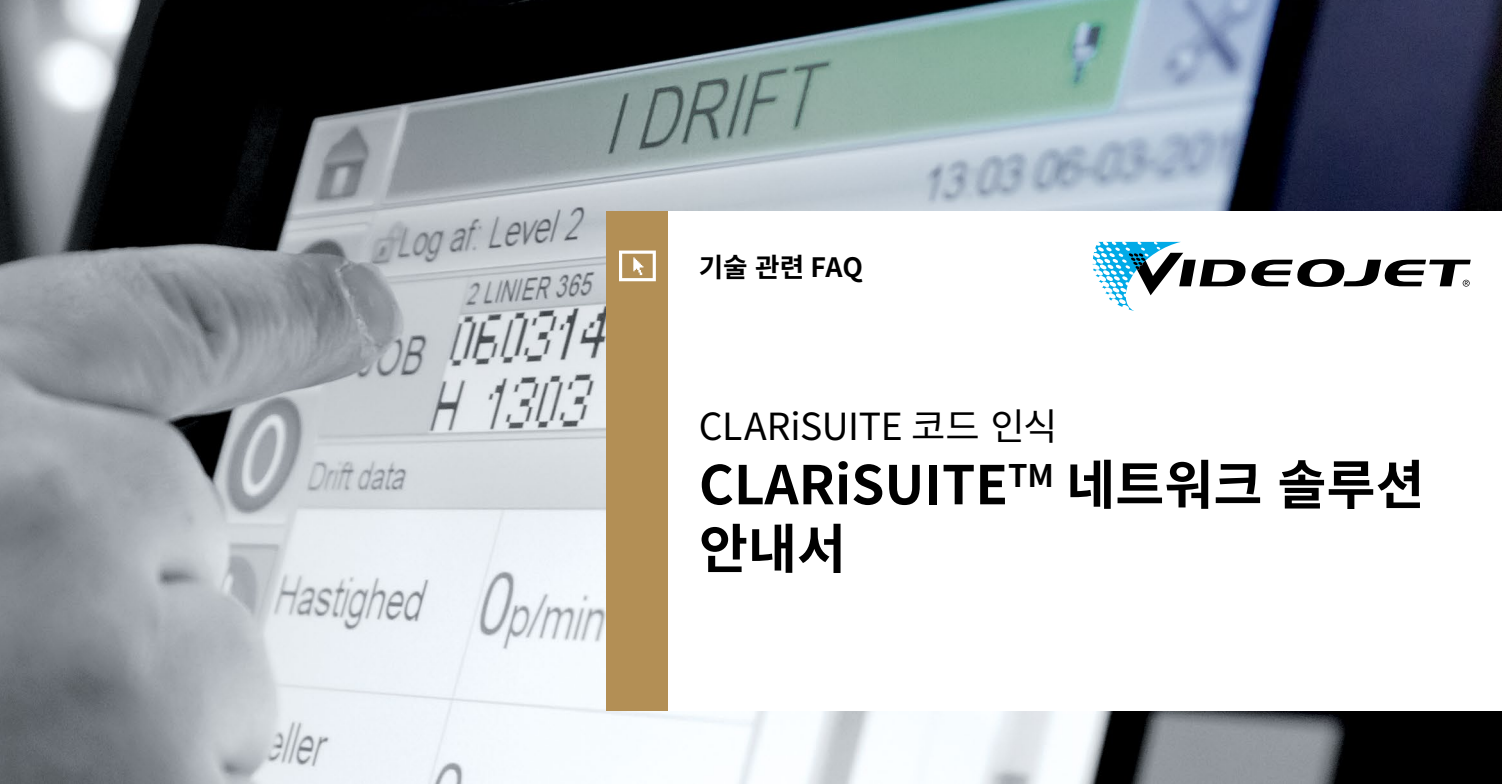 I DRIFT
13:03 06-03-201
Log af: Level 2
2 LINIER 365
JOB
060314
H 1303
Drift data
Hastighed
0p/min
eller
0
기술 관련 FAQ
VIDEOJET®
CLARiSUITE 코드 인식
CLARiSUITE™ 네트워크 솔루션
안내서